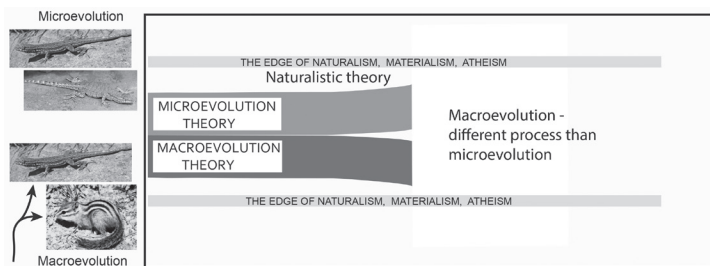 Microevolution
THE EDGE OF NATURALISM, MATERIALISM, ATHEISM
Naturalistic theory
MICROEVOLUTION
THEORY
MACROEVOLUTION
THEORY
Macroevolution -
different process than
microevolution
THE EDGE OF NATURALISM, MATERIALISM, ATHEISM
Macroevolution